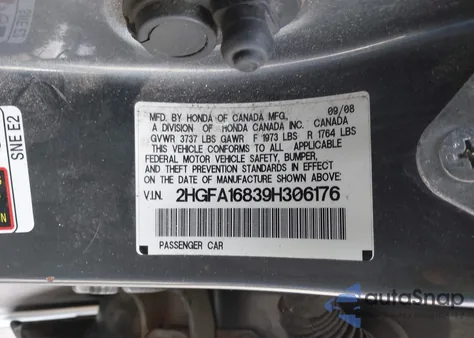 09/08
MFD. BY HONDA OF CANADA MFG.
A DIVISION OF HONDA CANADA INC. CANADA
GVWR 3737 LBS GAWR F 1973 LBS R 1764 LBS
THIS VEHICLE CONFORMS TO ALL APPLICABLE
FEDERAL MOTOR VEHICLE SAFETY, BUMPER,
AND THEFT PREVENTION STANDARDS IN EFFECT
ON THE DATE OF MANUFACTURE SHOWN ABOVE.
V.I.N. 2HGFA16839H306176
PASSENGER CAR
SNE E2
autoSnap